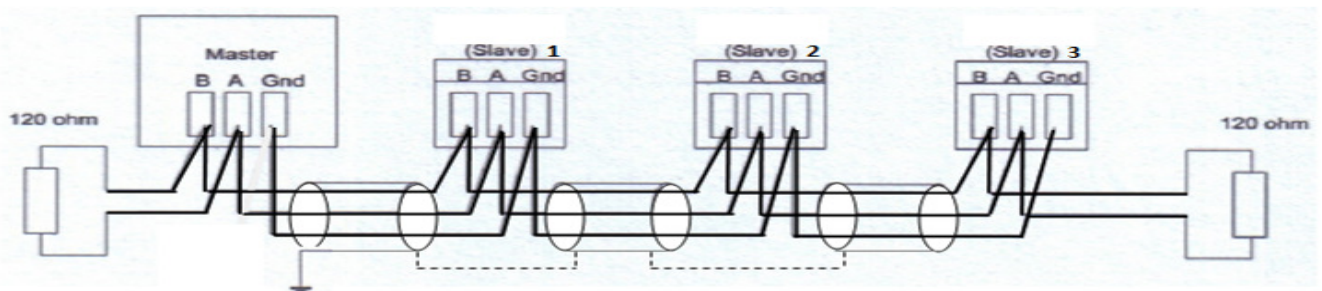 Master
B A Gnd
(Slave) 1
B A Gnd
(Slave) 2
B A Gnd
(Slave) 3
B A Gnd
120 ohm
120 ohm